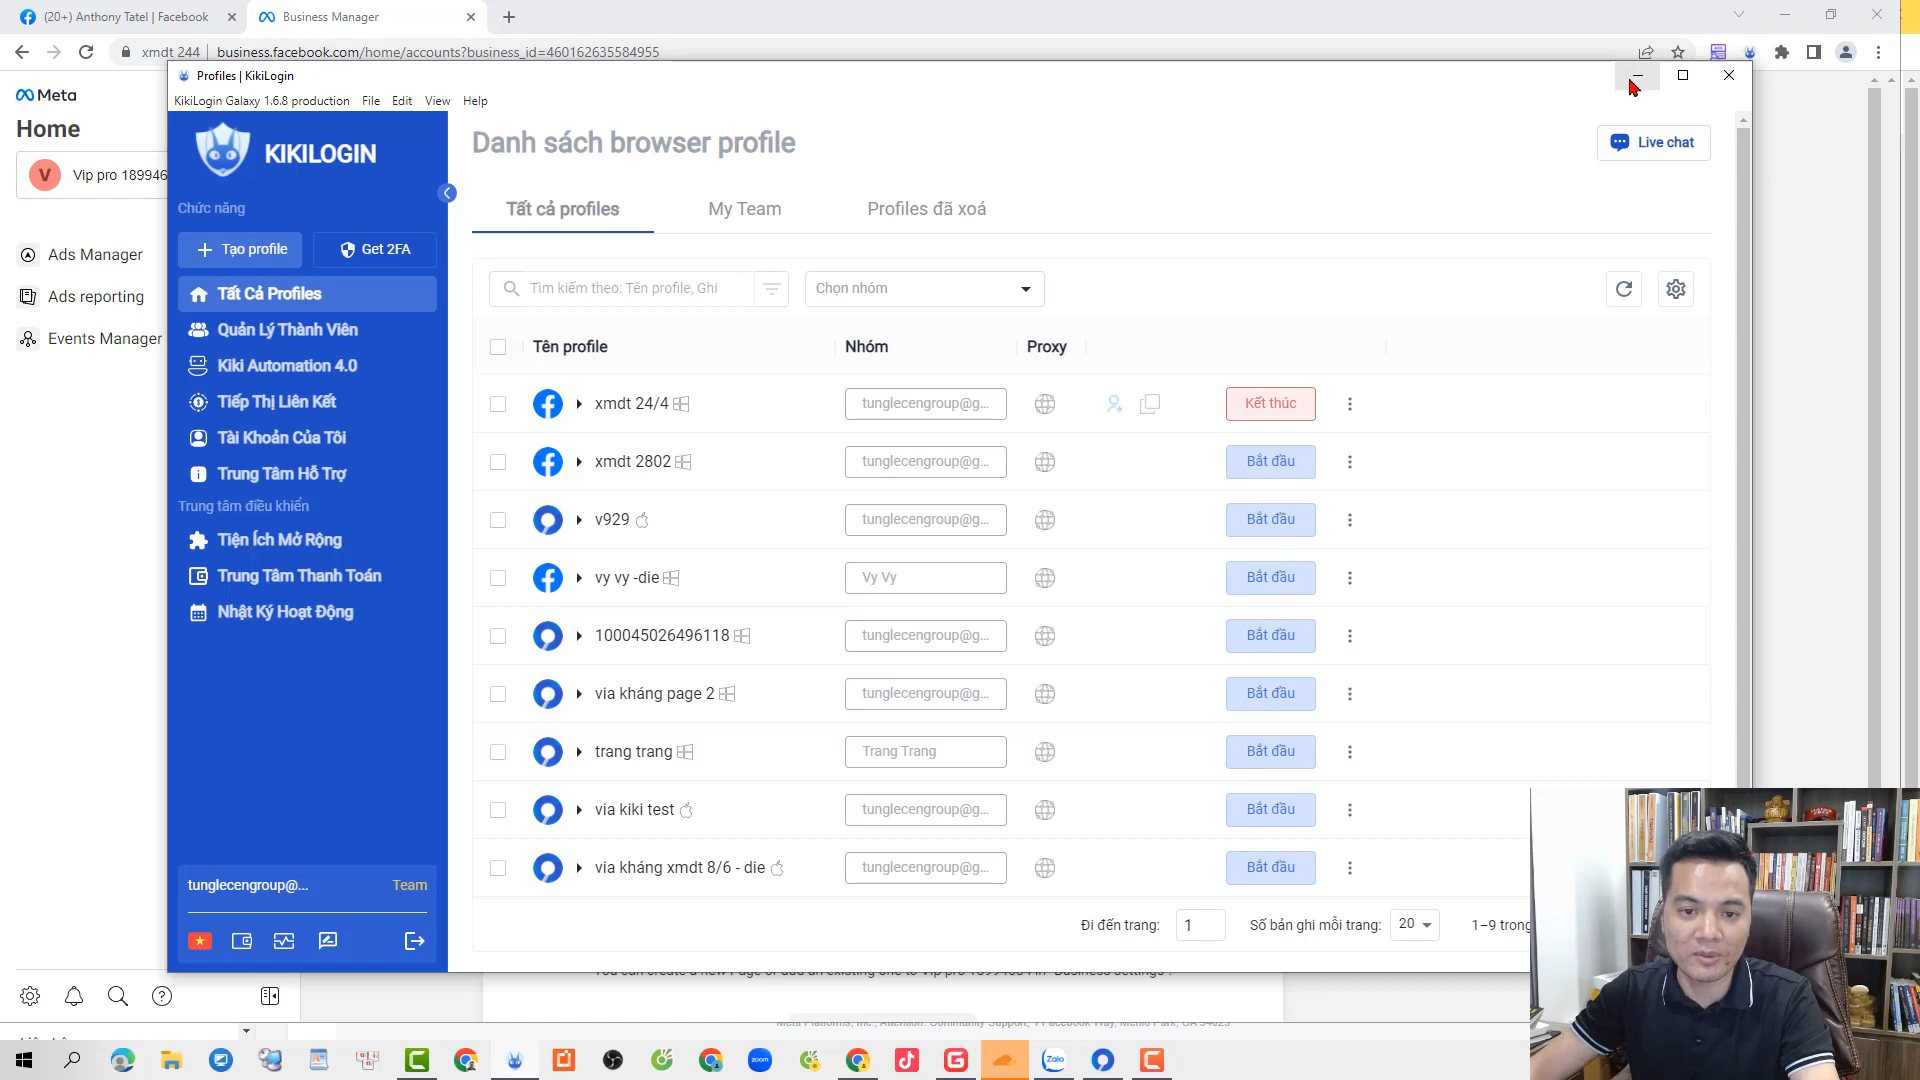 (20+) Anthony Tatel | Facebook
Business Manager
xmdt 244
business.facebook.com/home/accounts?business_id=460162635584955
Meta
Home
V
Vip pro 189946
Ads Manager
Ads reporting
Events Manager
Profiles | KikiLogin
KikiLogin Galaxy 1.6.8 production File Edit View Help
KIKILOGIN
Chức năng
Tạo profile
Get 2FA
Tất Cả Profiles
Quản Lý Thành Viên
Kiki Automation 4.0
Tiếp Thị Liên Kết
Tài Khoản Của Tôi
Trung Tâm Hỗ Trợ
Trung tâm điều khiển
Tiện Ích Mở Rộng
Trung Tâm Thanh Toán
Nhật Ký Hoạt Động
tunglecengroup@...
Team
Danh sách browser profile
Live chat
Tất cả profiles
My Team
Profiles đã xoá
Tìm kiếm theo: Tên profile, Ghi
Chọn nhóm
Tên profile
Nhóm
Proxy
xmdt 24/4
tunglecengroup@g...
Kết thúc
xmdt 2802
tunglecengroup@g...
Bắt đầu
v929
tunglecengroup@g...
Bắt đầu
vy vy -die
Vy Vy
Bắt đầu
100045026496118
tunglecengroup@g...
Bắt đầu
via kháng page 2
tunglecengroup@g...
Bắt đầu
trang trang
Trang Trang
Bắt đầu
via kiki test
tunglecengroup@g...
Bắt đầu
via kháng xmdt 8/6 - die
tunglecengroup@g...
Bắt đầu
Đi đến trang:
1
Số bản ghi mỗi trang:
20
1–9 trong
zoom
Zalo